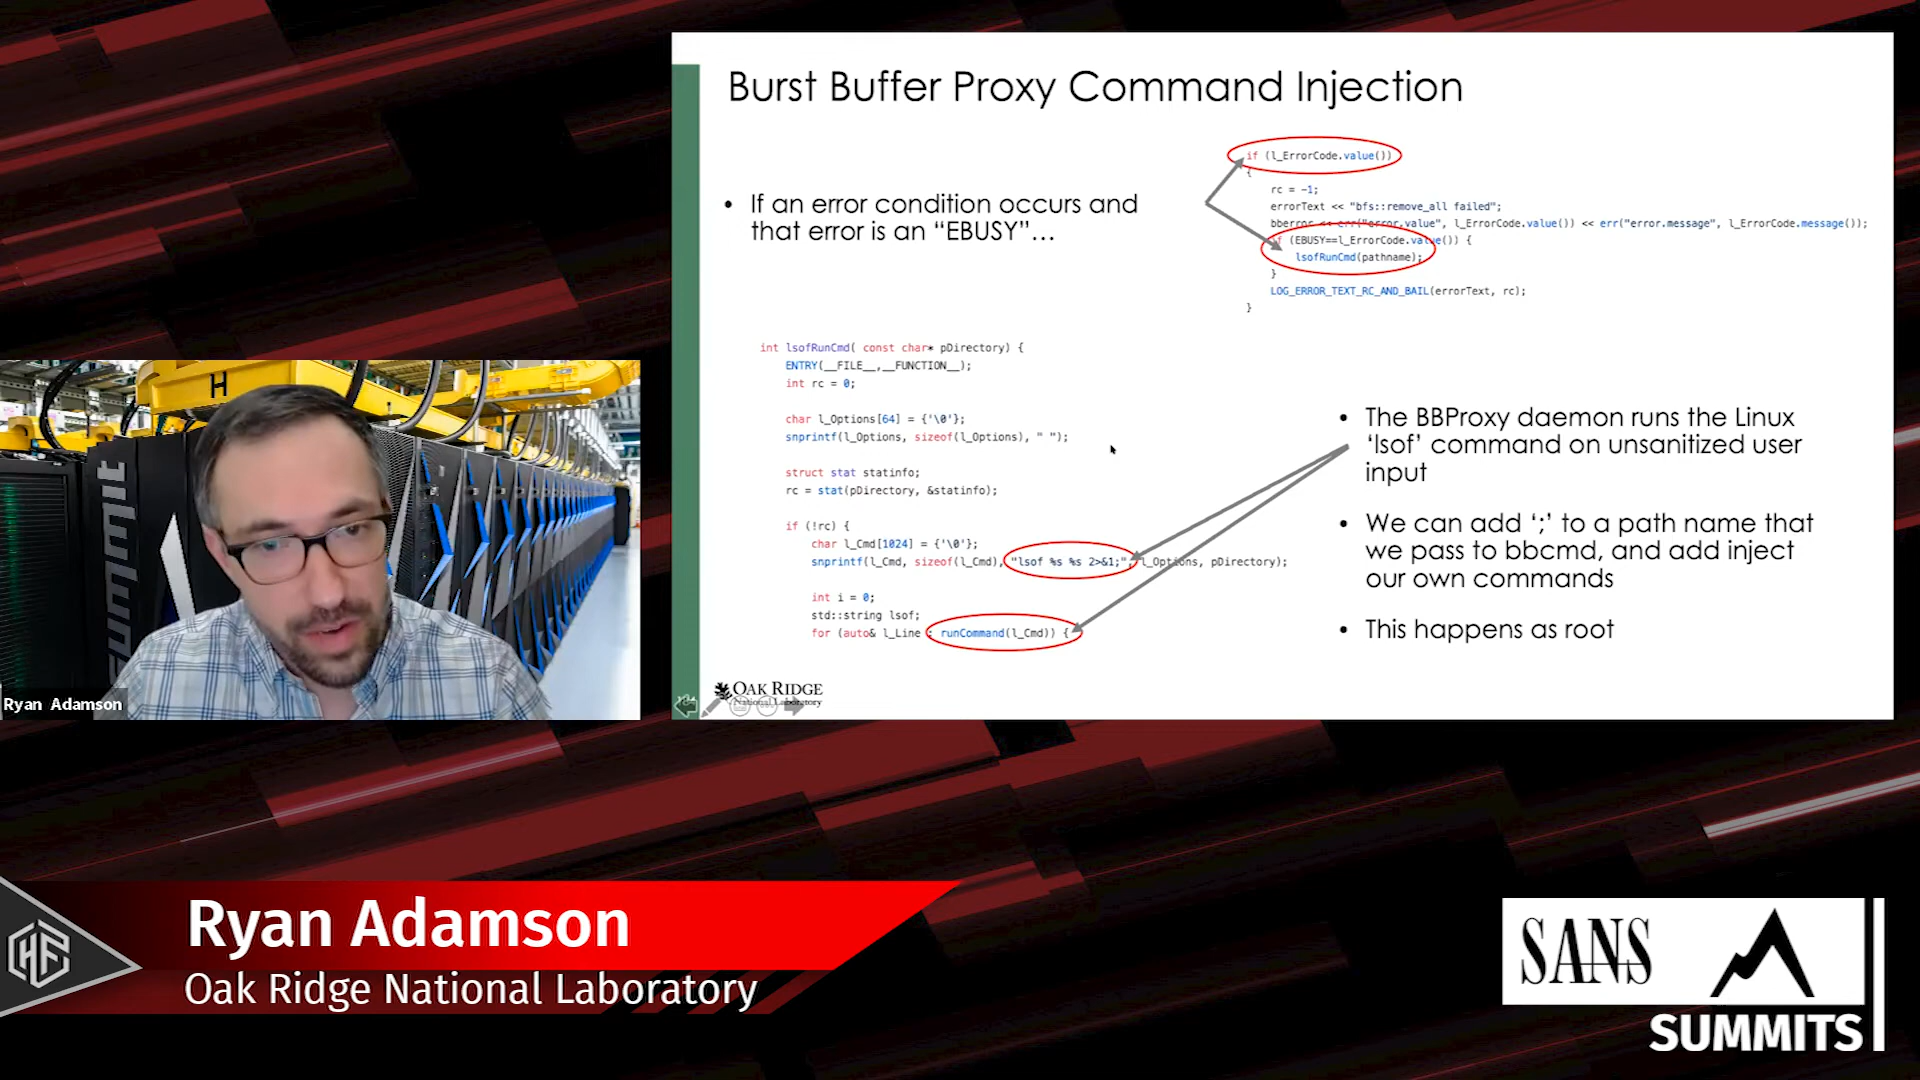 Burst Buffer Proxy Command Injection
• If an error condition occurs and
that error is an “EBUSY”…
if (l_ErrorCode.value())
{
rc = -1;
errorText << "bfs::remove_all failed";
bberror << err("error.value", l_ErrorCode.value()) << err("error.message", l_ErrorCode.message());
if (EBUSY==l_ErrorCode.value()) {
lsofRunCmd(pathname);
}
LOG_ERROR_TEXT_RC_AND_BAIL(errorText, rc);
}
int lsofRunCmd( const char* pDirectory) {
ENTRY(__FILE__,__FUNCTION__);
int rc = 0;
char l_Options[64] = {'\0'};
snprintf(l_Options, sizeof(l_Options), " ");
struct stat statinfo;
rc = stat(pDirectory, &statinfo);
if (!rc) {
char l_Cmd[1024] = {'\0'};
snprintf(l_Cmd, sizeof(l_Cmd), "lsof %s %s 2>&1;", l_Options, pDirectory);
int i = 0;
std::string lsof;
for (auto& l_Line : runCommand(l_Cmd)) {
• The BBProxy daemon runs the Linux
‘lsof’ command on unsanitized user
input
• We can add ‘;’ to a path name that
we pass to bbcmd, and add inject
our own commands
• This happens as root
OAK RIDGE
National Laboratory
H
summit
Ryan Adamson
Ryan Adamson
Oak Ridge National Laboratory
SANS
SUMMITS